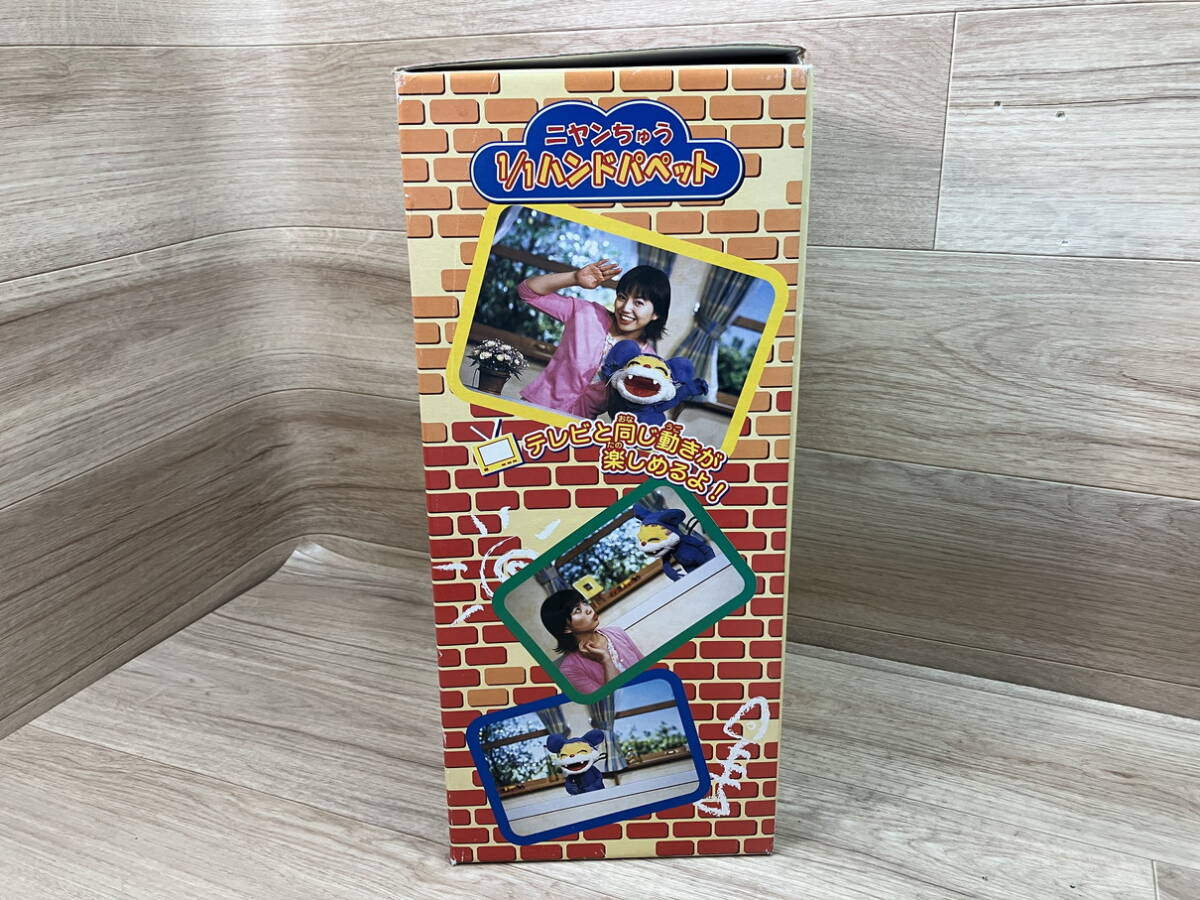 ニャンちゅう
1/1ハンドパペット
テレビと同じ動きが
楽しめるよ！